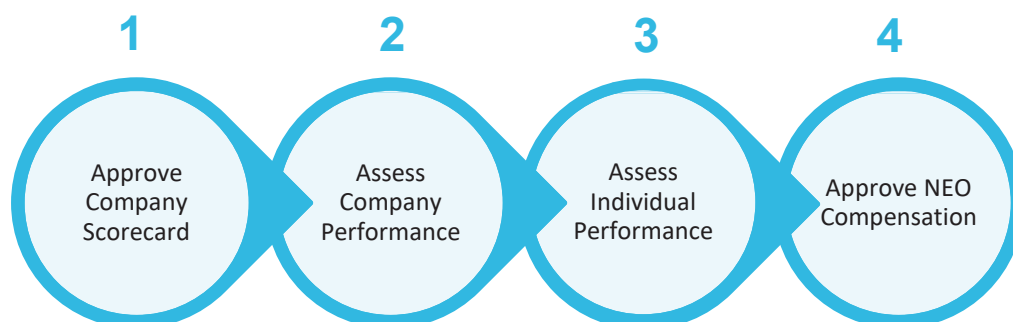 1
2
3
4
Approve
Company
Scorecard
Assess
Company
Performance
Assess
Individual
Performance
Approve NEO
Compensation